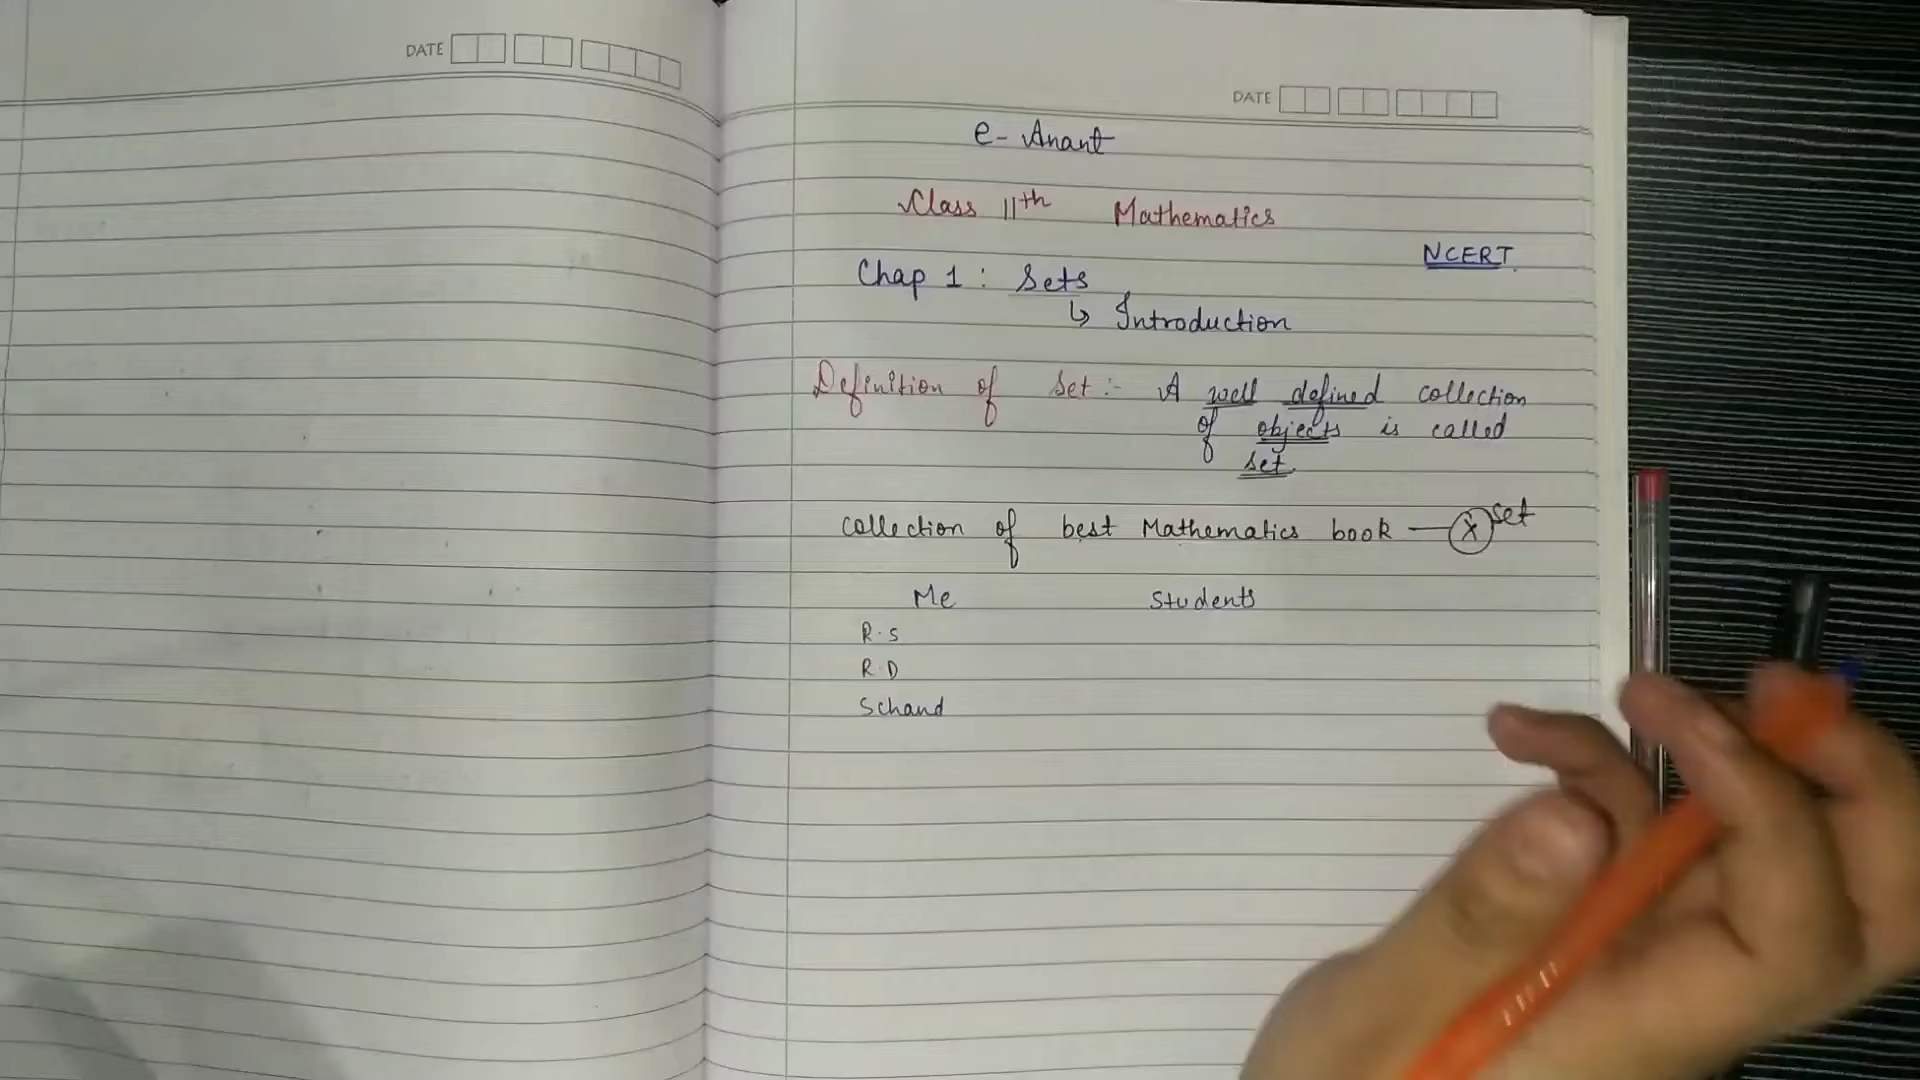 DATE
DATE
e- Anant
Class 11th Mathematics
NCERT.
Chap 1 : Sets
↳ Introduction
Definition of Set :- A well defined collection
of objects is called
set.
collection of best Mathematics book — X set
Me Students
R.S
R.D
Schand